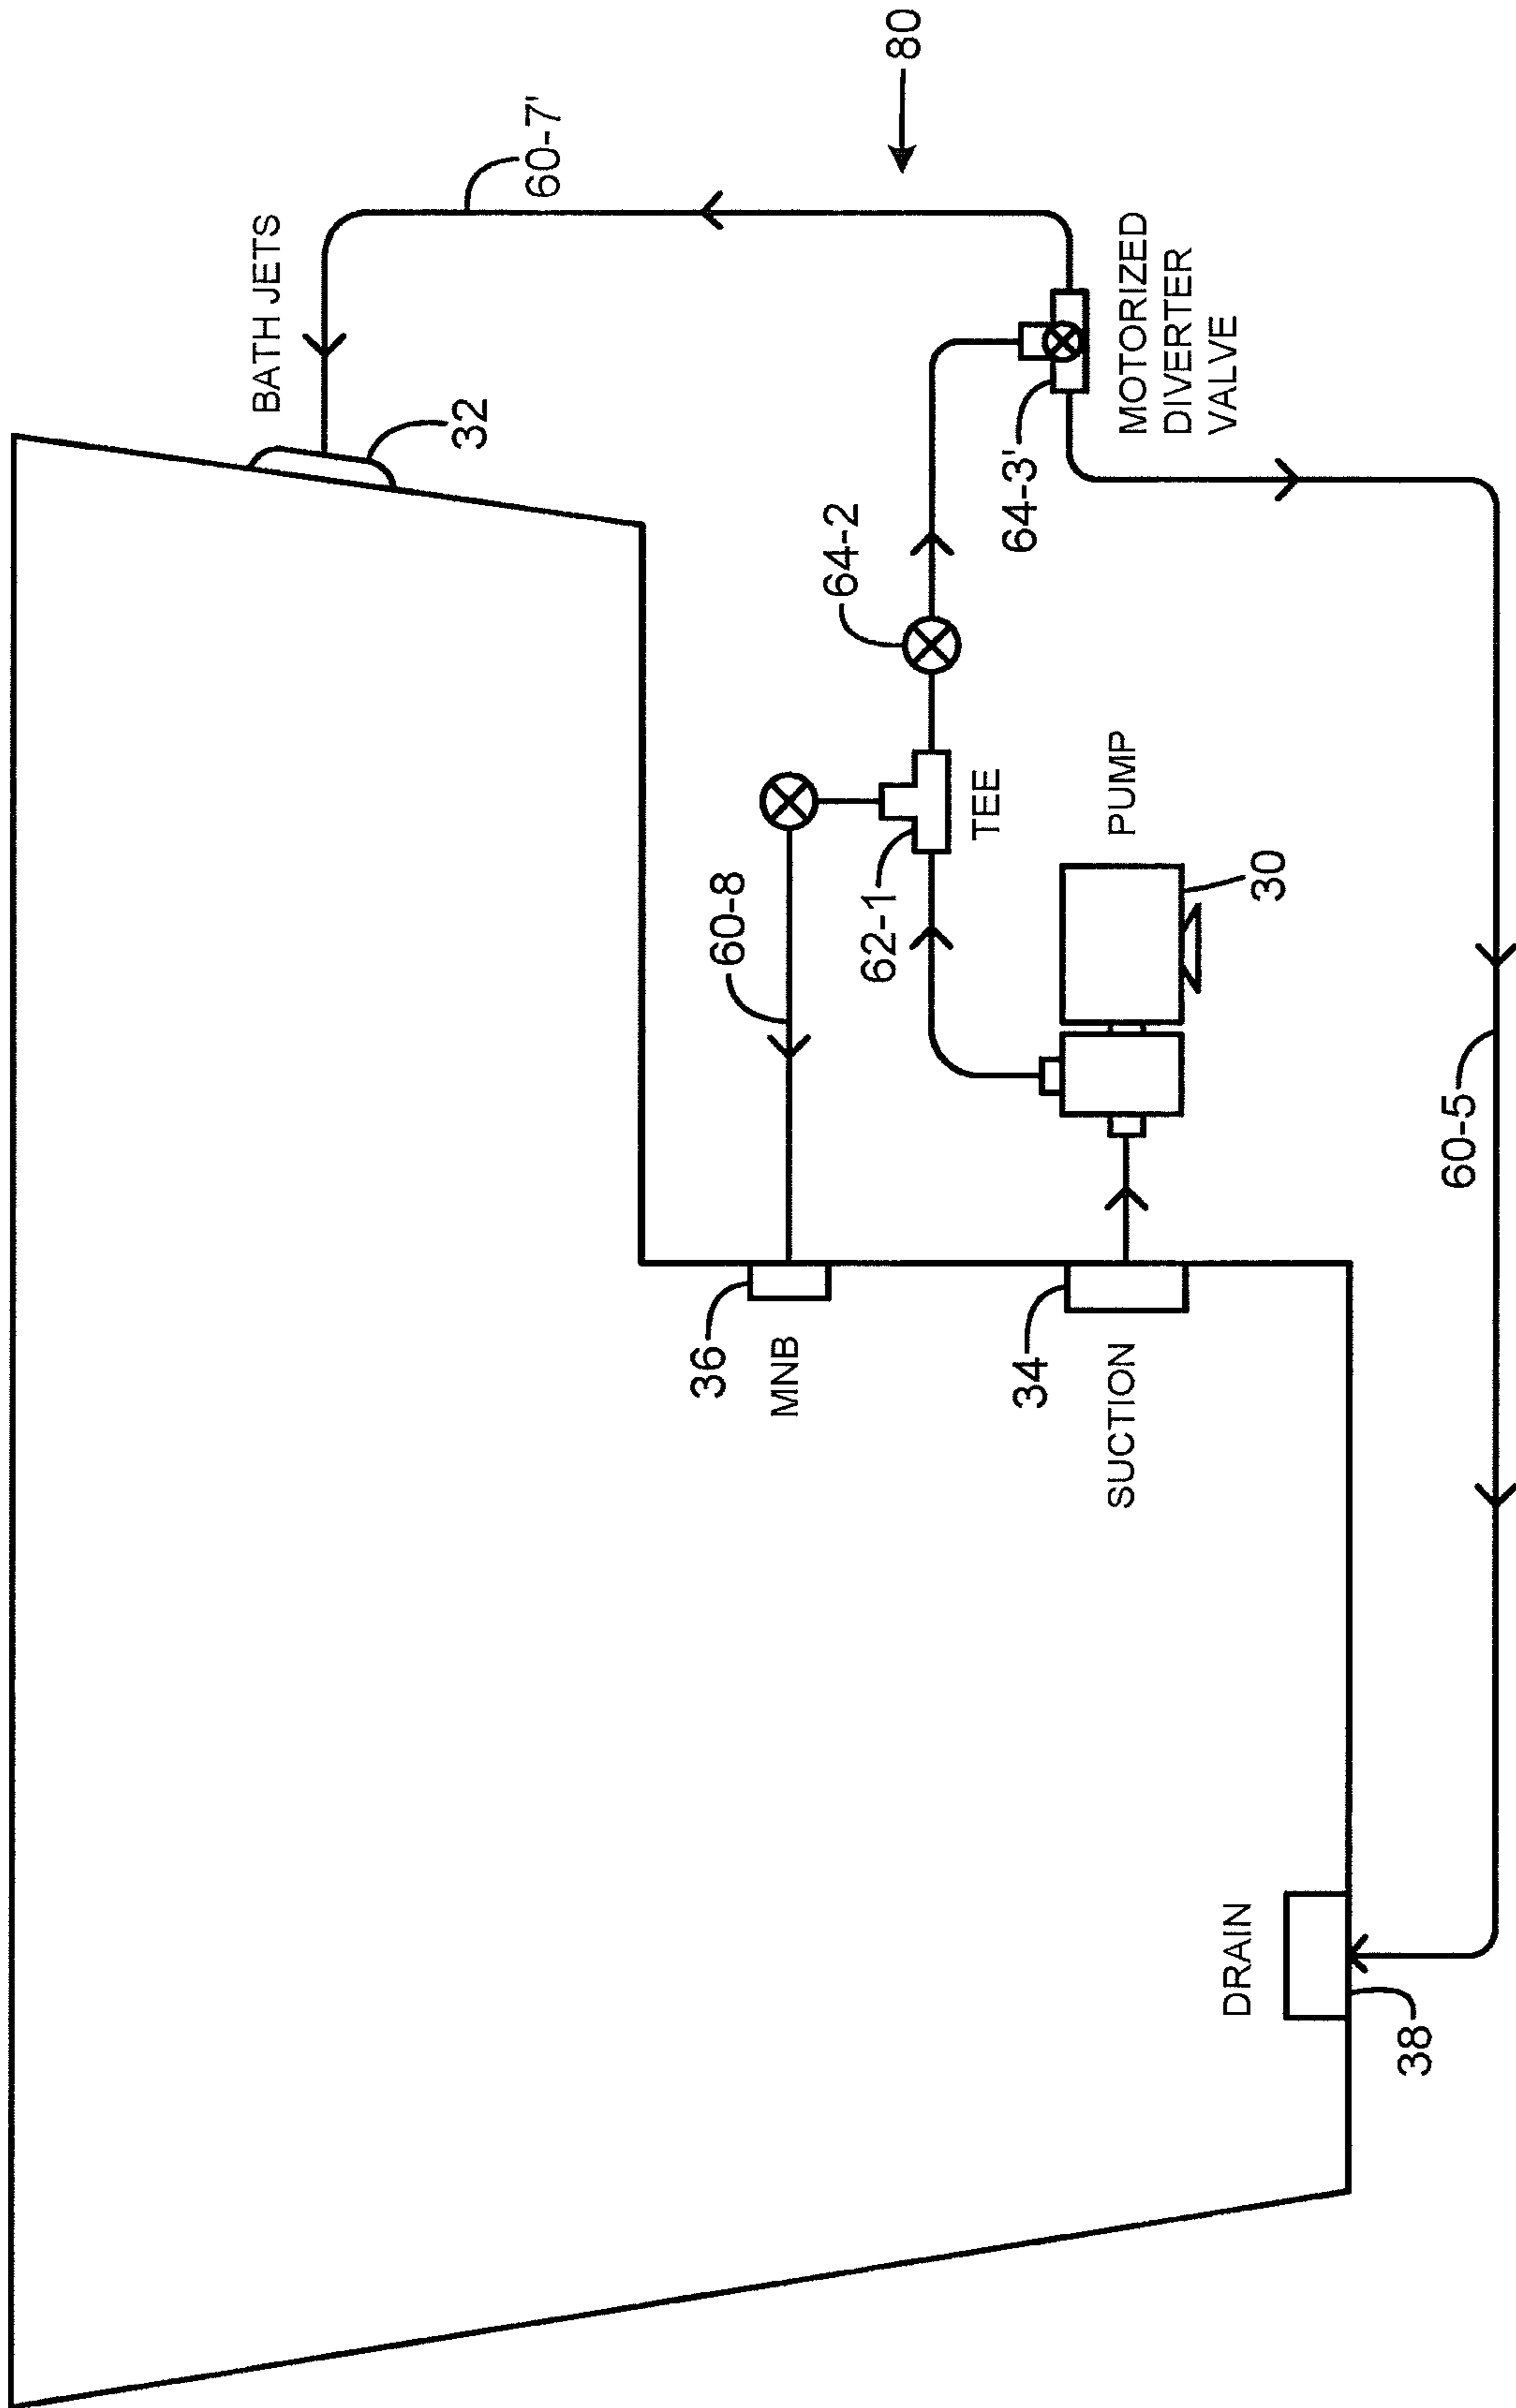 BATH JETS
32
60-7'
80
64-2
64-3'
MOTORIZED
DIVERTER
VALVE
60-8
62-1
TEE
PUMP
30
36
MNB
34
SUCTION
60-5
DRAIN
38